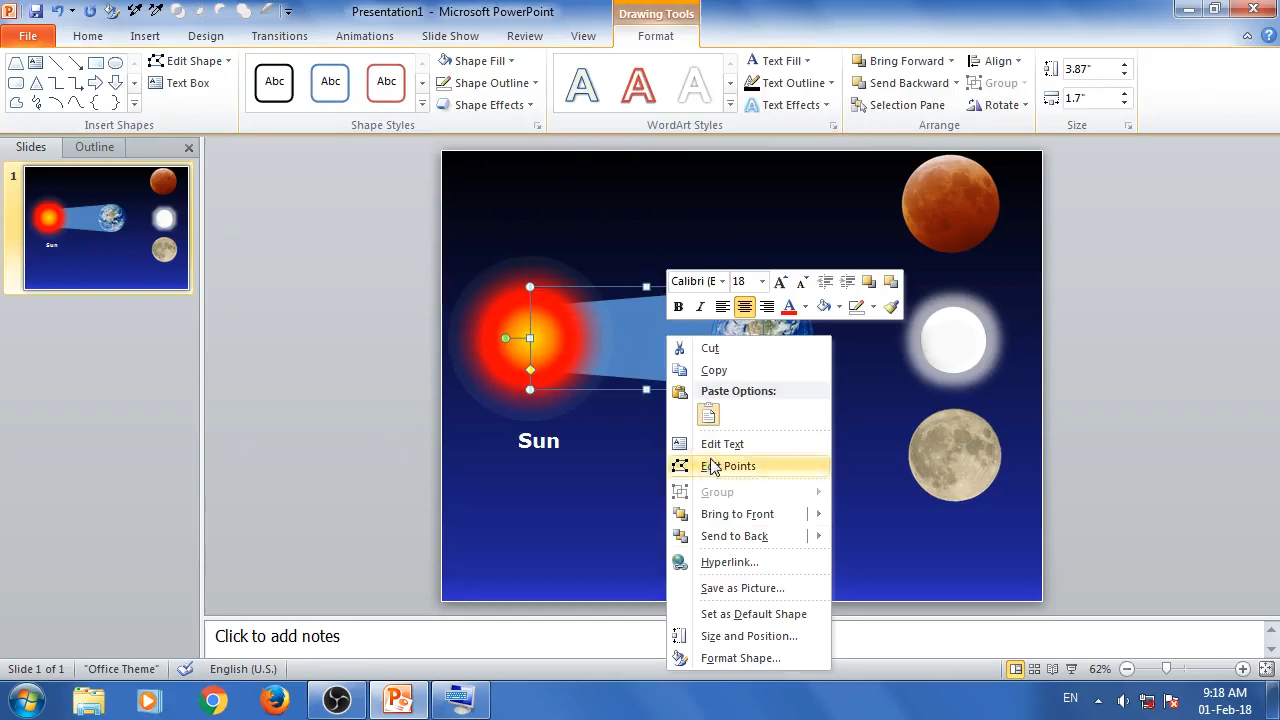 Presentation1 - Microsoft PowerPoint
Drawing Tools
File
Home
Insert
Design
Transitions
Animations
Slide Show
Review
View
Format
Edit Shape
Text Box
Insert Shapes
Abc
Abc
Abc
Shape Fill
Shape Outline
Shape Effects
Shape Styles
A
A
A
Text Fill
Text Outline
Text Effects
WordArt Styles
Bring Forward
Send Backward
Selection Pane
Align
Group
Rotate
Arrange
3.87"
1.7"
Size
Slides
Outline
1
Sun
Sun
Calibri (E
18
B
I
A
Cut
Copy
Paste Options:
Edit Text
Edit Points
Group
Bring to Front
Send to Back
Hyperlink...
Save as Picture...
Set as Default Shape
Size and Position...
Format Shape...
Click to add notes
Slide 1 of 1
"Office Theme"
English (U.S.)
62%
EN
9:18 AM
01-Feb-18